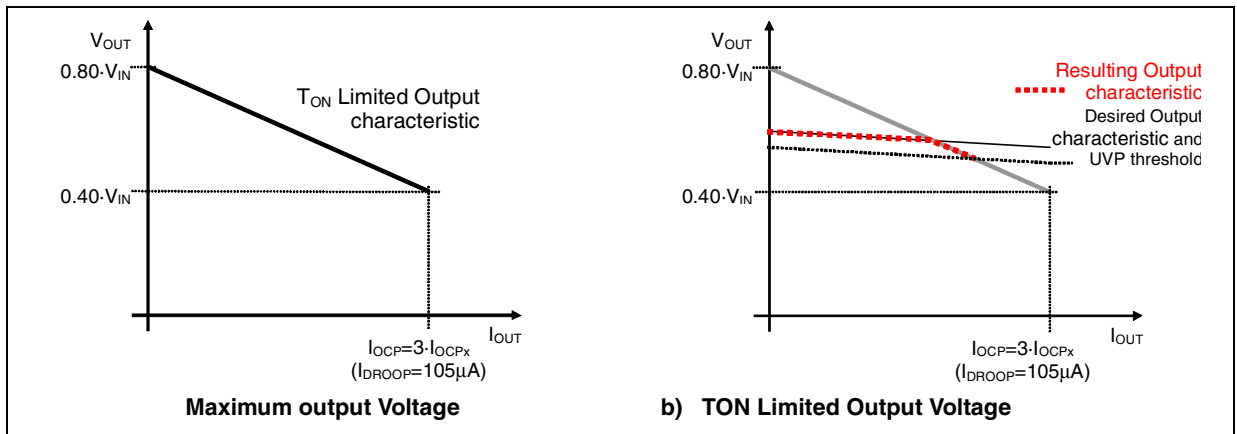 VOUT
0.80·VIN
TON Limited Output
characteristic
0.40·VIN
IOUT
IOCP=3·IOCPx
(IDROOP=105μA)
Maximum output Voltage
VOUT
0.80·VIN
Resulting Output
characteristic
Desired Output
characteristic and
UVP threshold
0.40·VIN
IOUT
IOCP=3·IOCPx
(IDROOP=105μA)
b) TON Limited Output Voltage